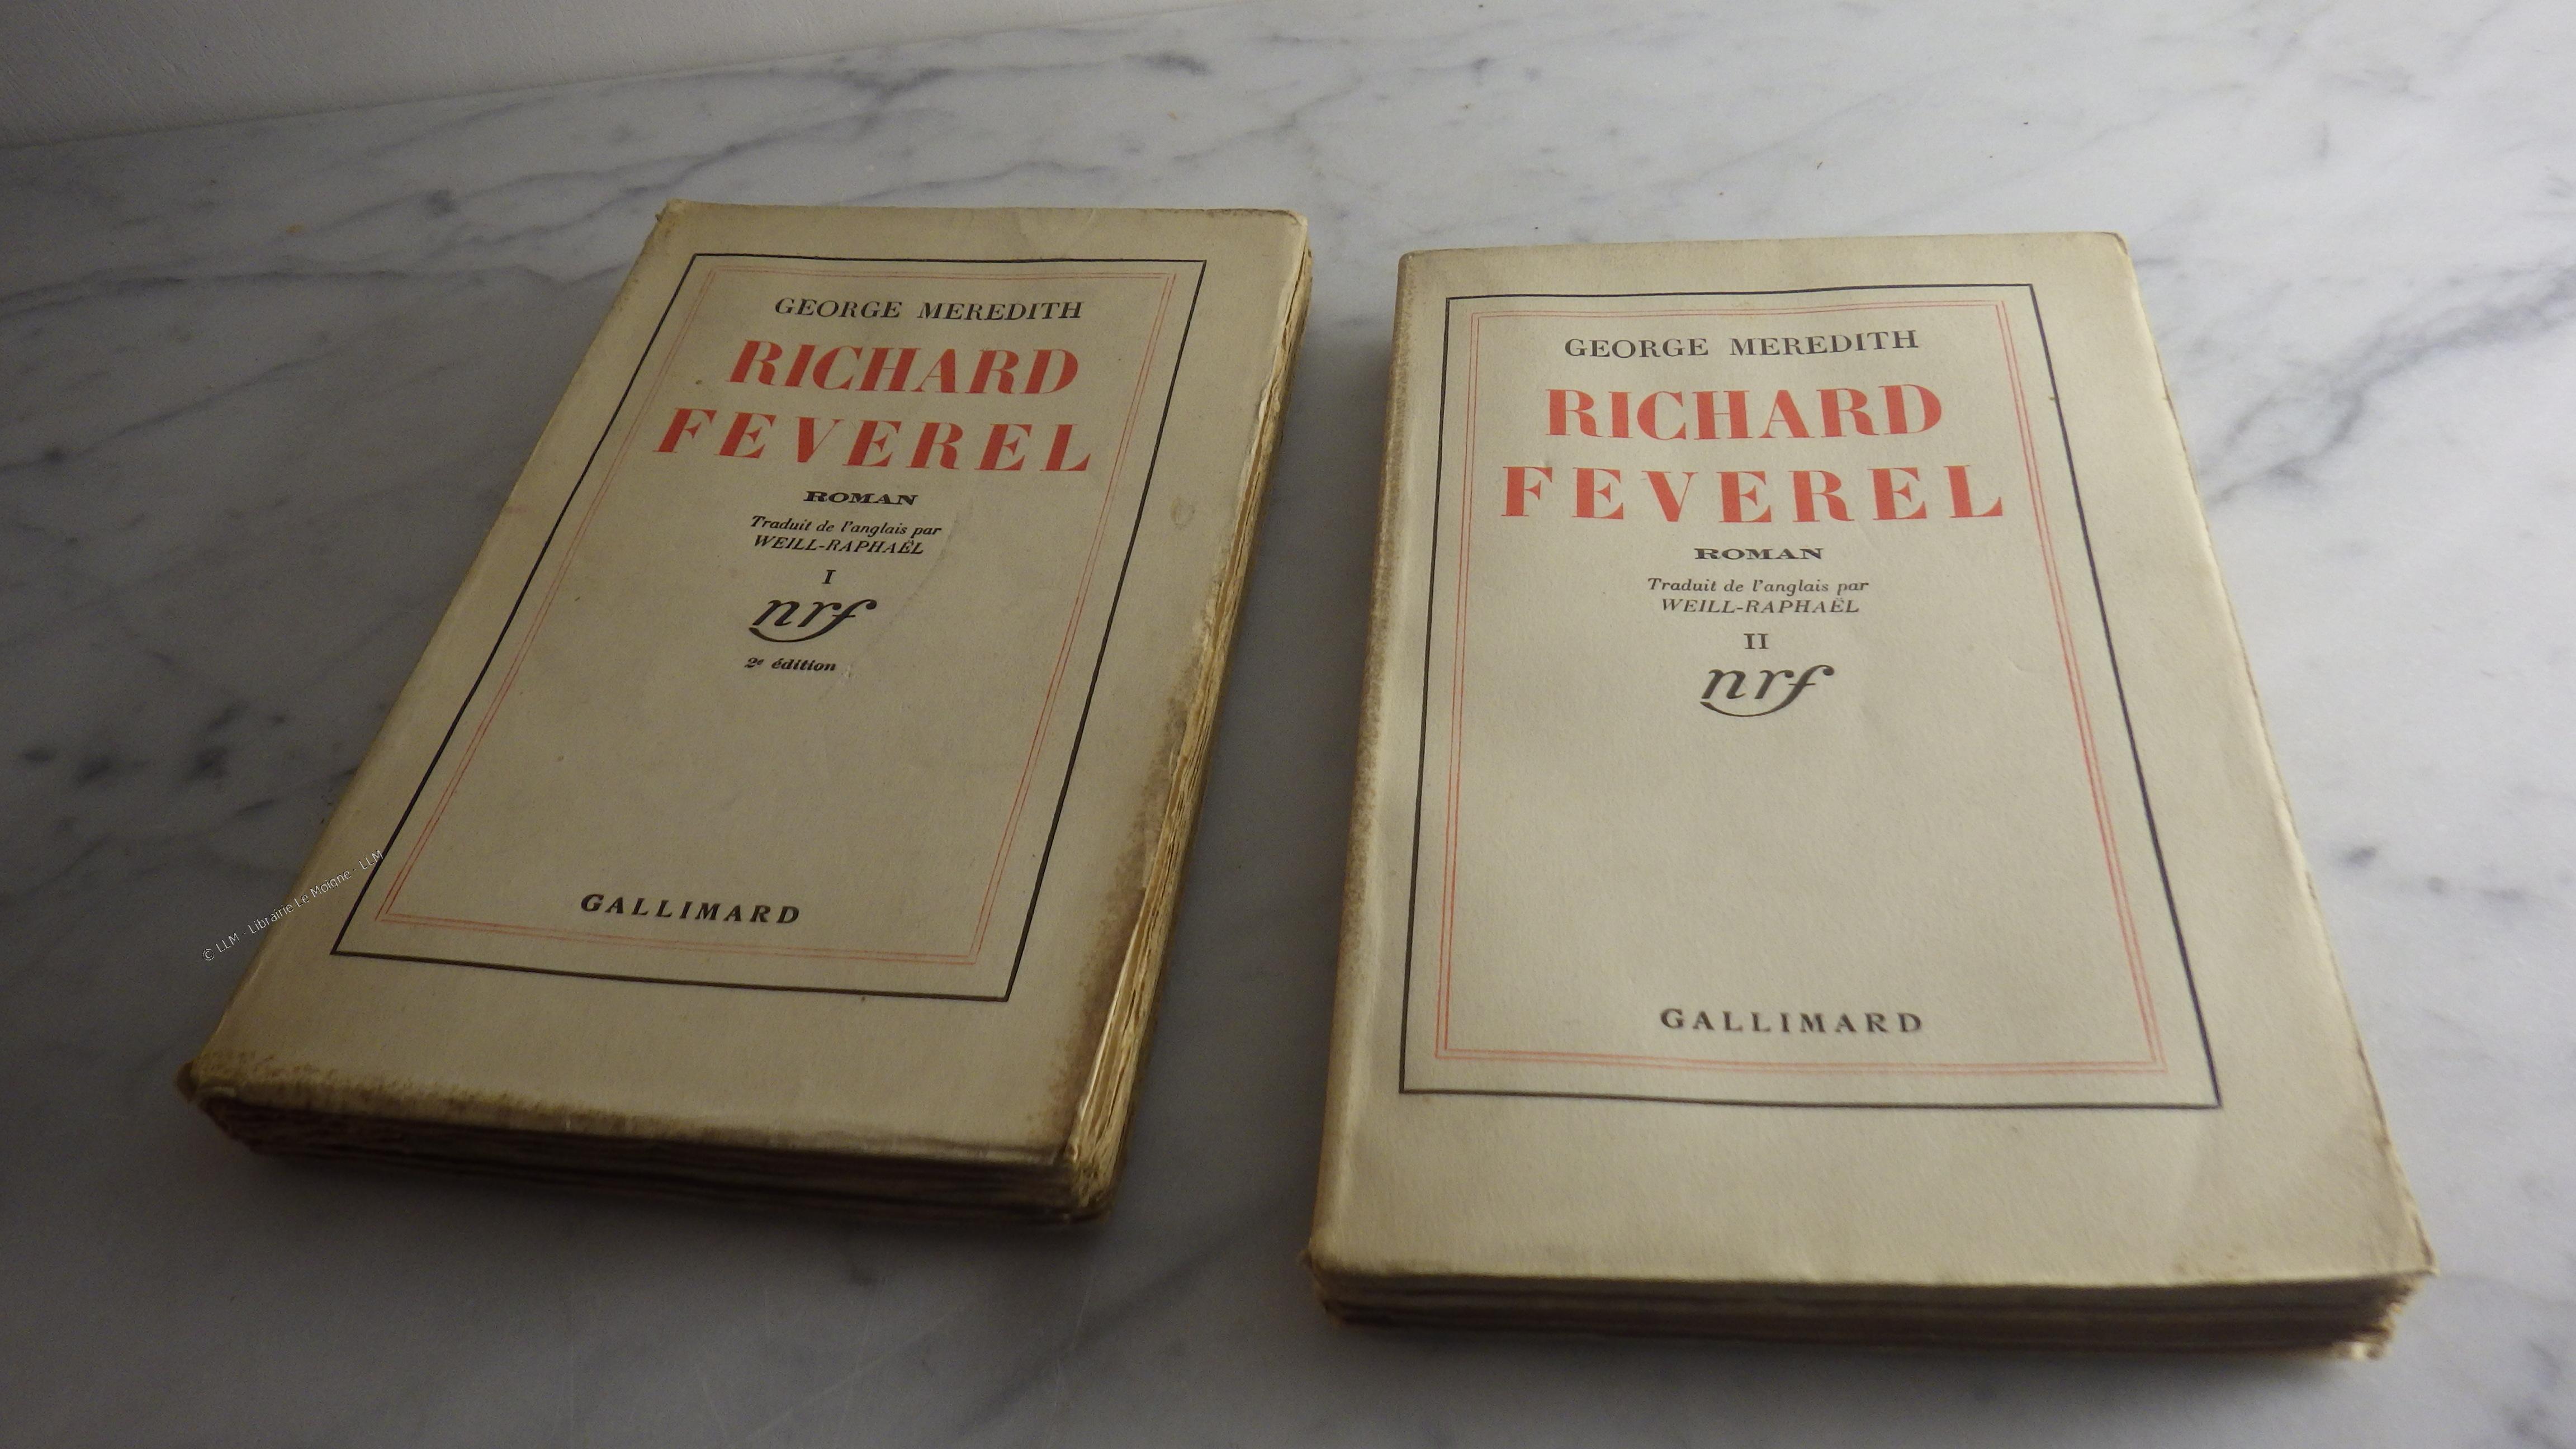 GEORGE MEREDITH
RICHARD
FEVEREL
ROMAN
Traduit de l'anglais par
WEILL-RAPHAËL
I
nrf
2e édition
GALLIMARD
GEORGE MEREDITH
RICHARD
FEVEREL
ROMAN
Traduit de l'anglais par
WEILL-RAPHAËL
II
nrf
GALLIMARD
© LLM - Librairie Le Moigne - LLM